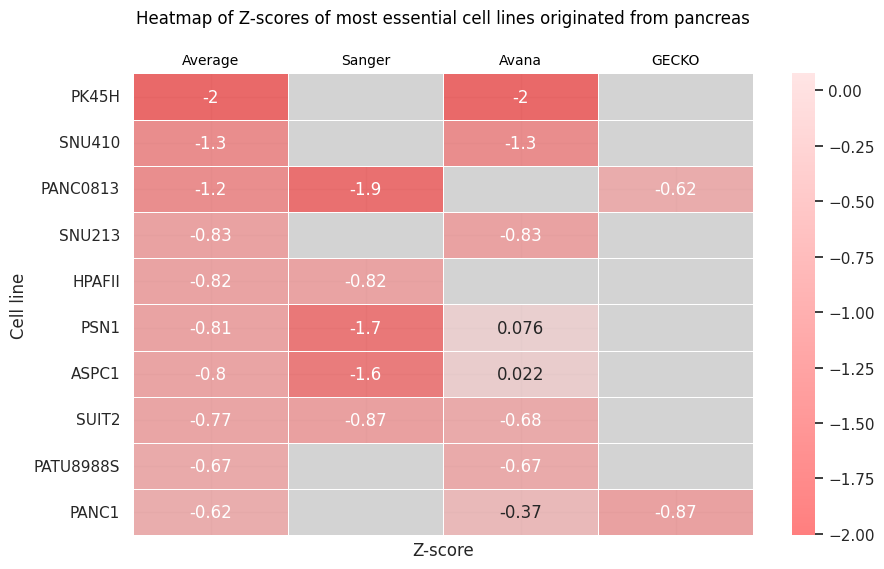 Heatmap of Z-scores of most essential cell lines originated from pancreas
Average Sanger Avana GECKO
PK45H -2 -2
SNU410 -1.3 -1.3
PANC0813 -1.2 -1.9 -0.62
SNU213 -0.83 -0.83
HPAFII -0.82 -0.82
PSN1 -0.81 -1.7 0.076
ASPC1 -0.8 -1.6 0.022
SUIT2 -0.77 -0.87 -0.68
PATU8988S -0.67 -0.67
PANC1 -0.62 -0.37 -0.87
Cell line
Z-score
0.00
−0.25
−0.50
−0.75
−1.00
−1.25
−1.50
−1.75
−2.00